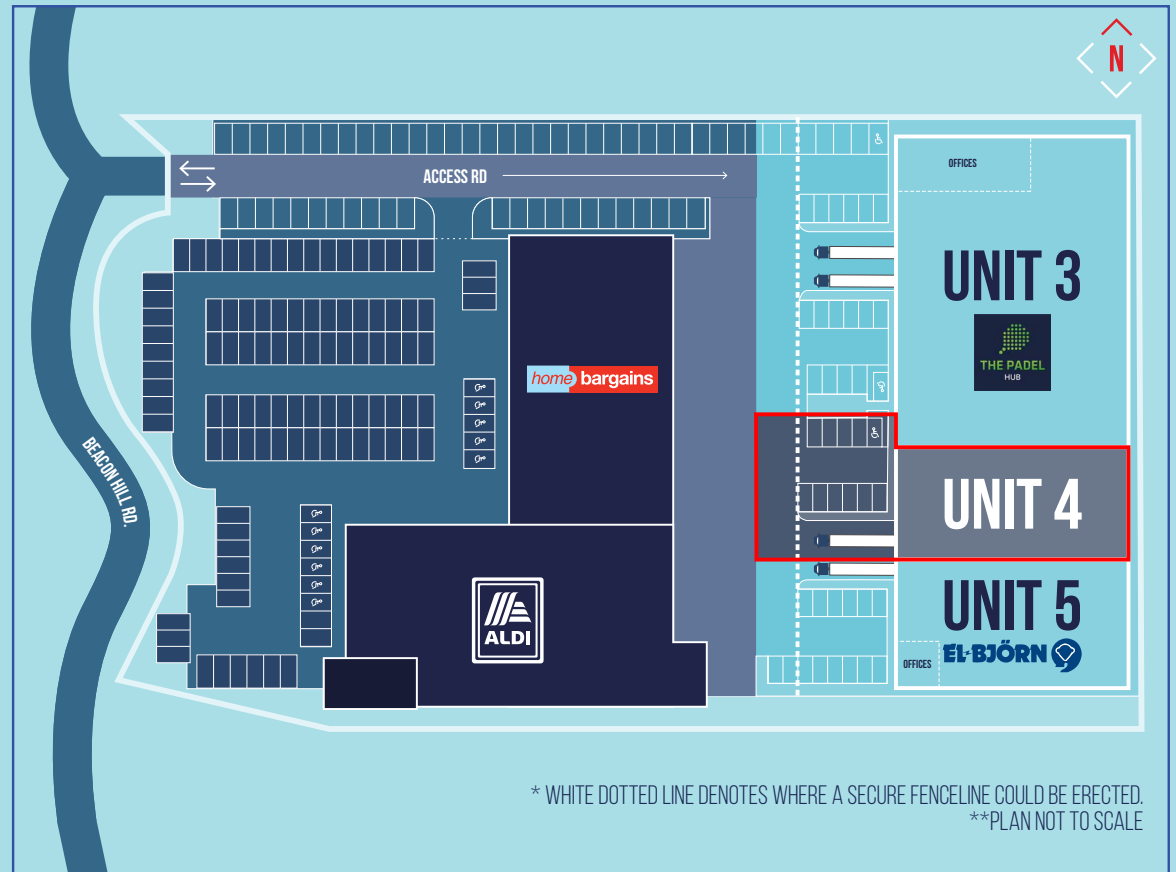 N
OFFICES
ACCESS RD
UNIT 3
THE PADEL
HUB
home bargains
BEACON HILL RD.
UNIT 4
ALDI
UNIT 5
OFFICES
EL-BJÖRN
* WHITE DOTTED LINE DENOTES WHERE A SECURE FENCELINE COULD BE ERECTED.
**PLAN NOT TO SCALE